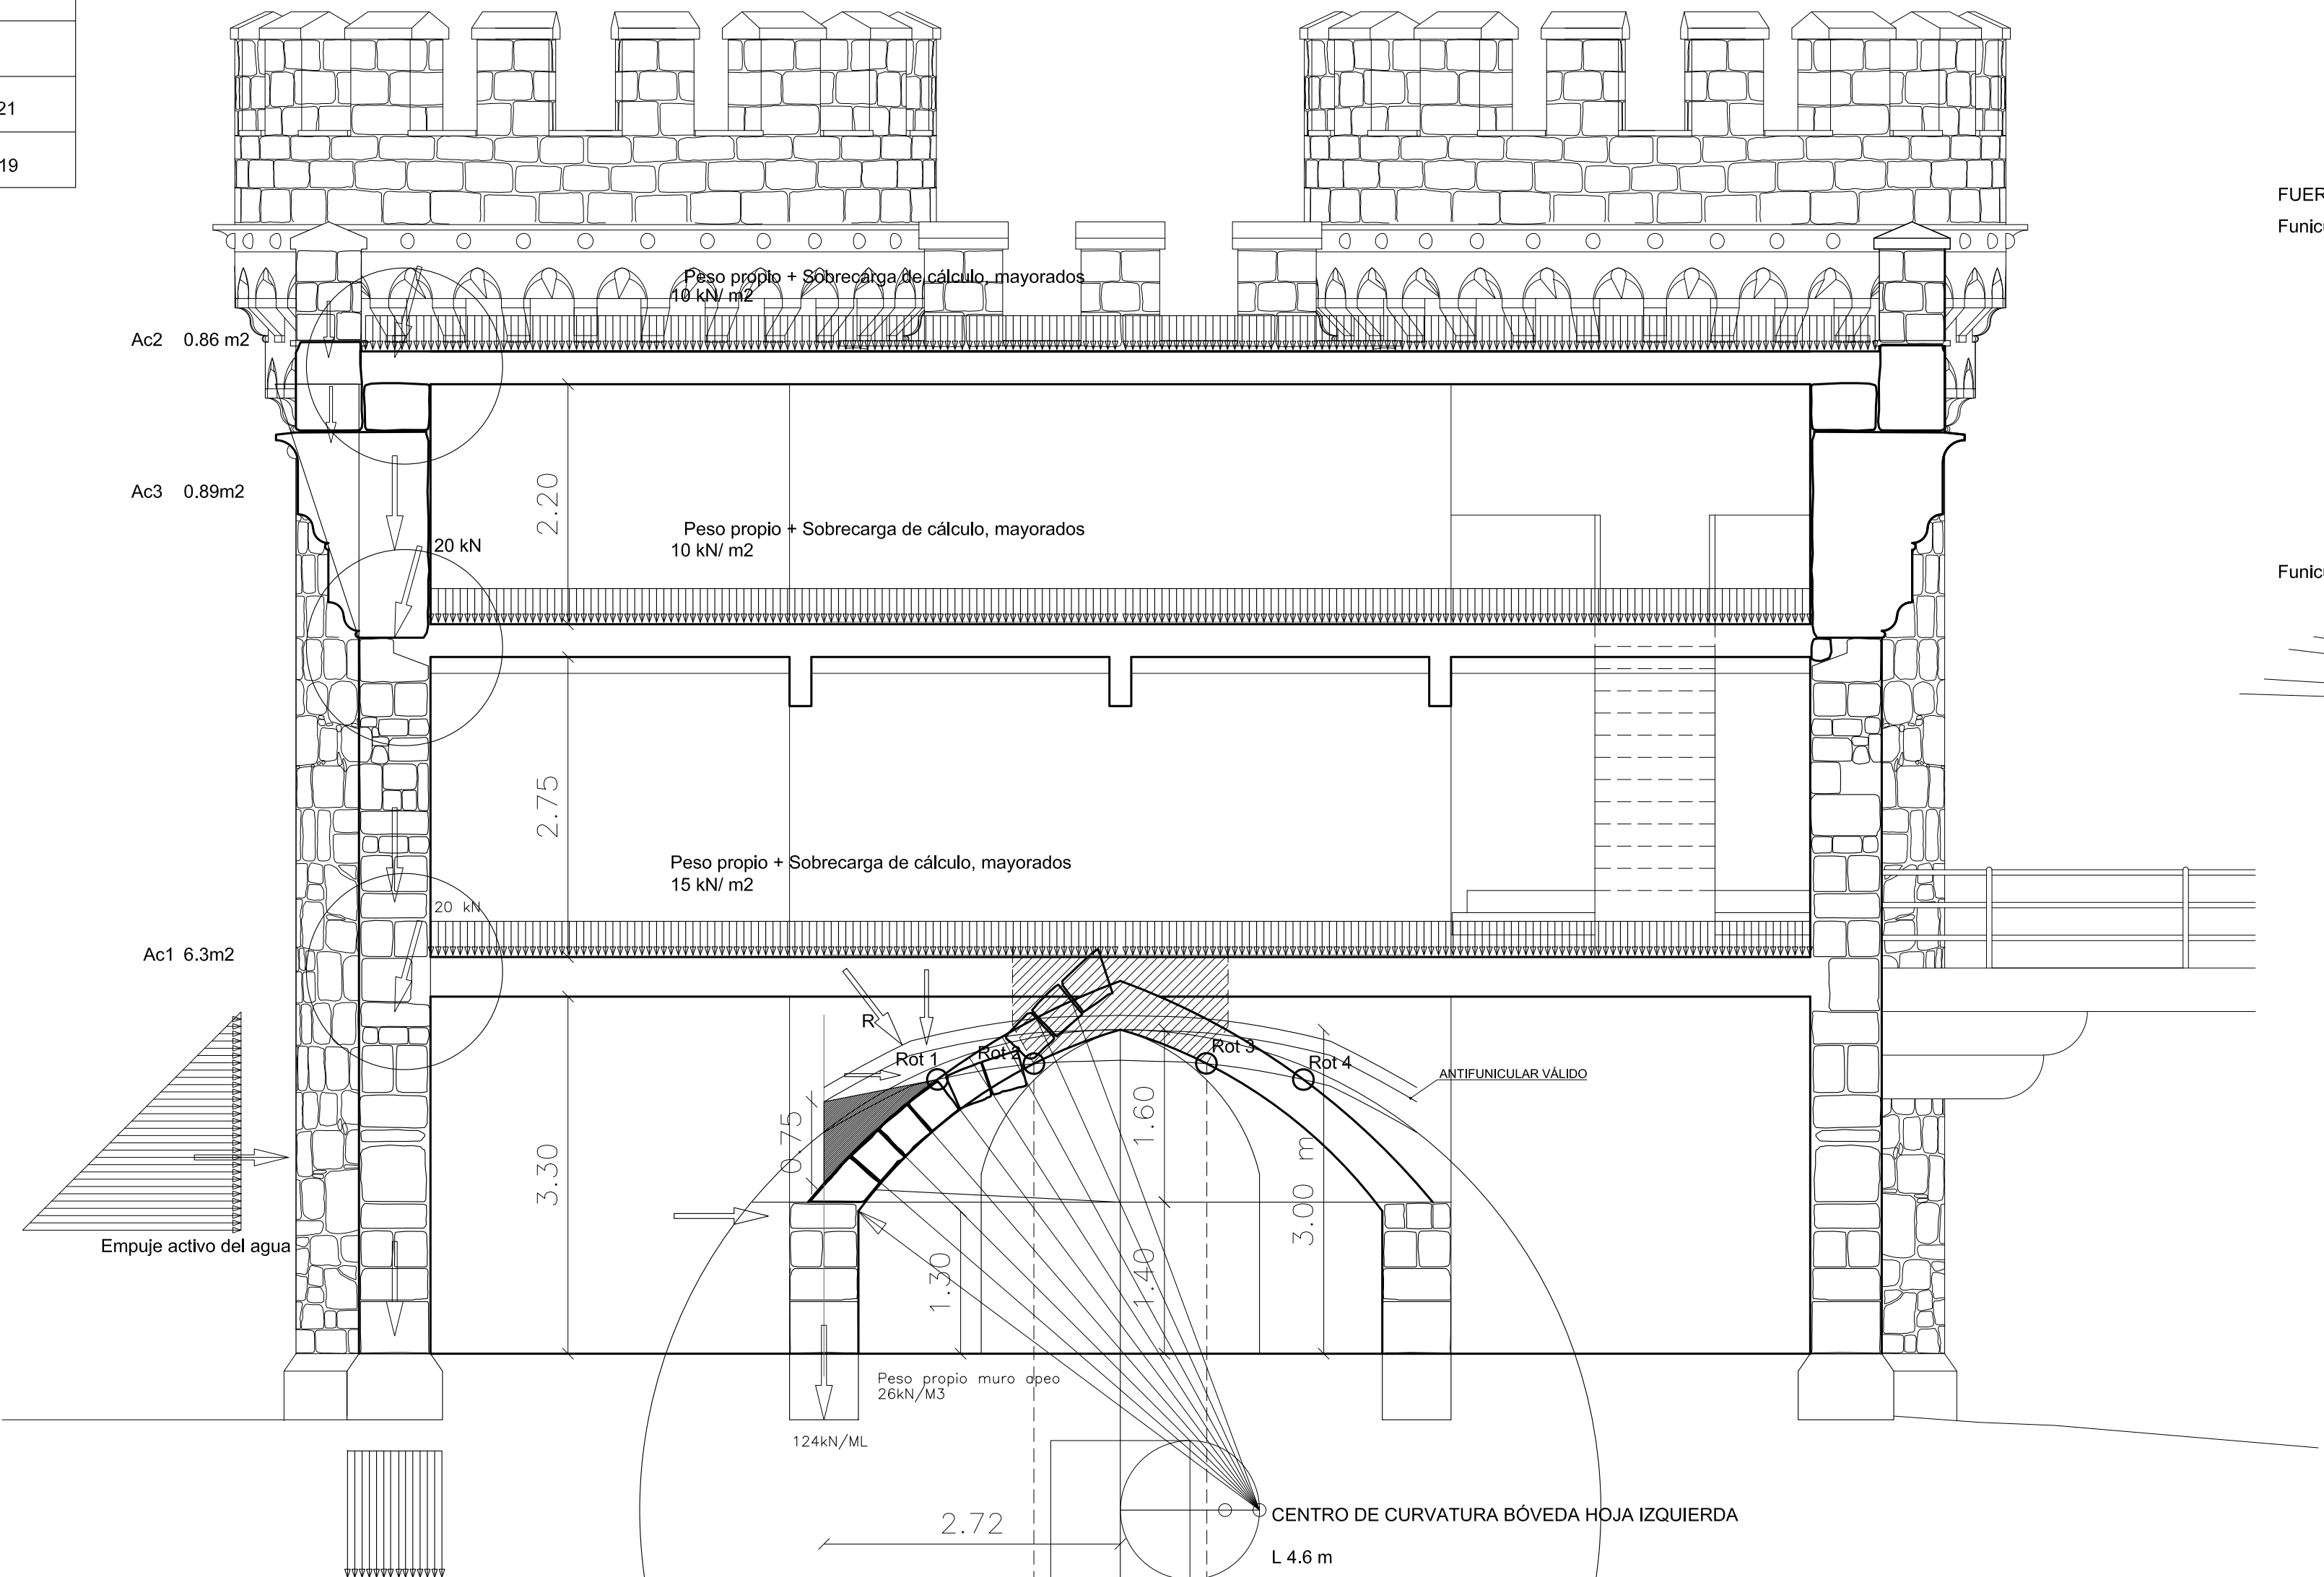 21
19
FUER
Funicu
Peso propio + Sobrecarga de cálculo, mayorados
10 kN/ m2
Ac2 0.86 m2
Ac3 0.89m2
2.20
20 kN
Peso propio + Sobrecarga de cálculo, mayorados
10 kN/ m2
Funicu
2.75
Peso propio + Sobrecarga de cálculo, mayorados
15 kN/ m2
20 kN
Ac1 6.3m2
R
Rot 1
Rot 2
Rot 3
Rot 4
ANTIFUNICULAR VÁLIDO
0.75
1.60
3.30
3.00 m
Empuje activo del agua
1.30
1.40
Peso propio muro apeo
26kN/M3
124kN/ML
2.72
CENTRO DE CURVATURA BÓVEDA HOJA IZQUIERDA
L 4.6 m